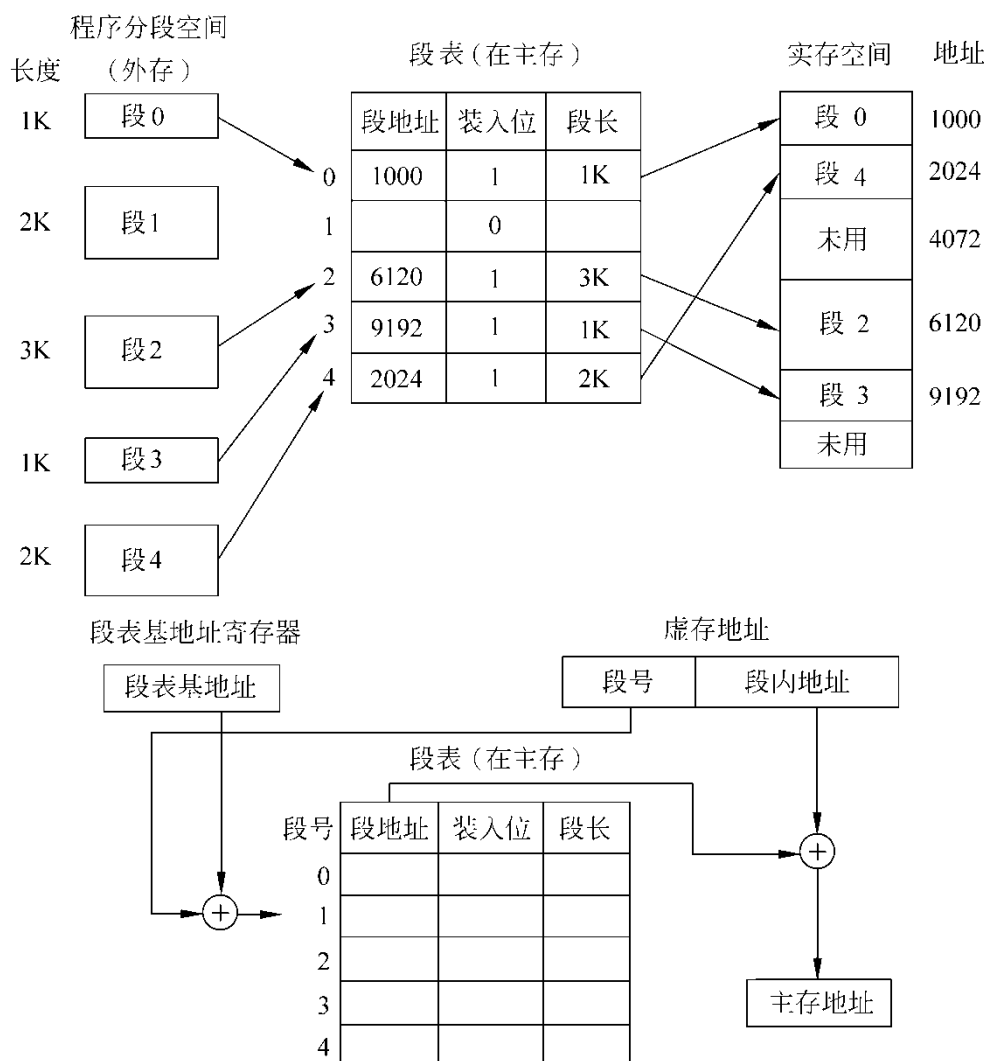 程序分段空间
长度 （外存）
段表（在主存）
实存空间 地址
1K 段0
2K 段1
3K 段2
1K 段3
2K 段4
段地址 装入位 段长
0 1000 1 1K
1 0
2 6120 1 3K
3 9192 1 1K
4 2024 1 2K
段 0 1000
段 4 2024
未用 4072
段 2 6120
段 3 9192
未用
段表基地址寄存器
段表基地址
虚存地址
段号 段内地址
段表（在主存）
段号 段地址 装入位 段长
0
1
2
3
4
+
+
主存地址